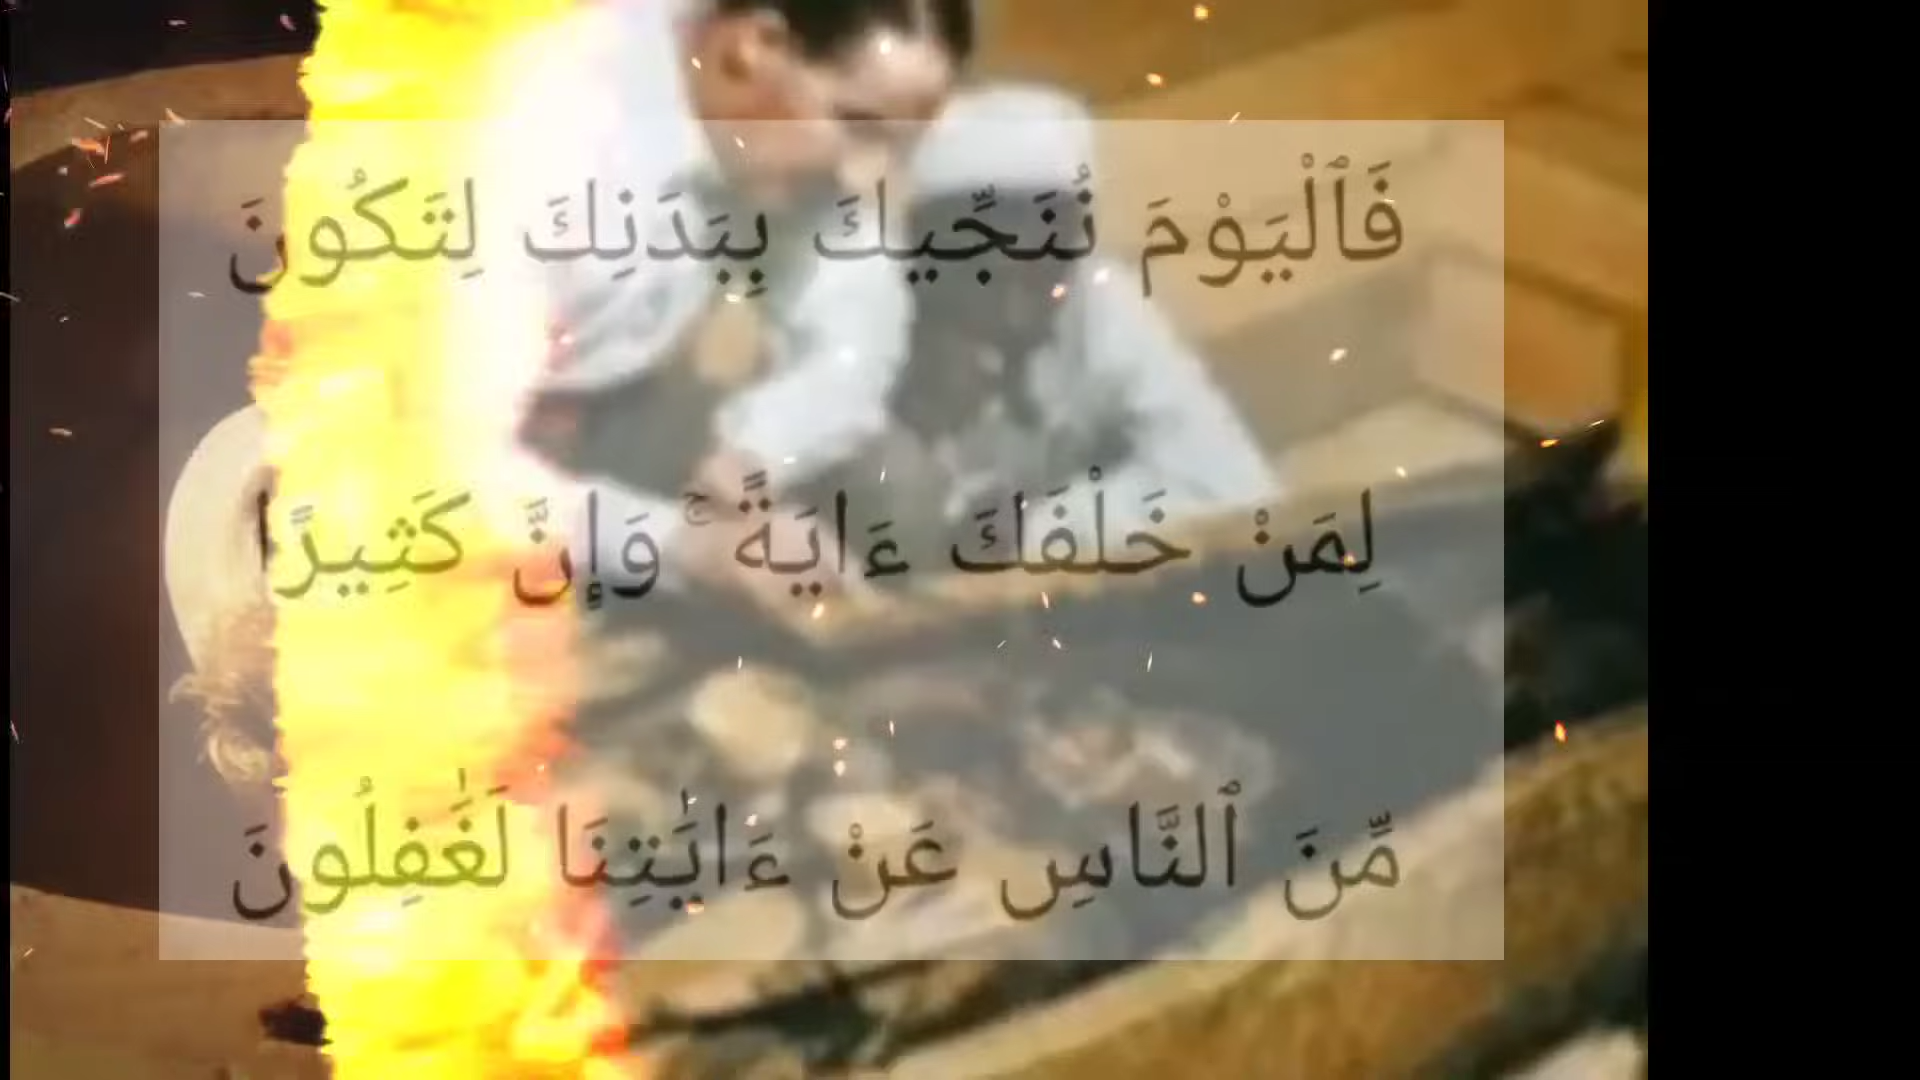 فَٱلْيَوْمَ نُنَجِّيكَ بِبَدَنِكَ لِتَكُونَ
لِمَنْ خَلْفَكَ ءَايَةً ۚ وَإِنَّ كَثِيرًا
مِّنَ ٱلنَّاسِ عَنْ ءَايَٰتِنَا لَغَٰفِلُونَ